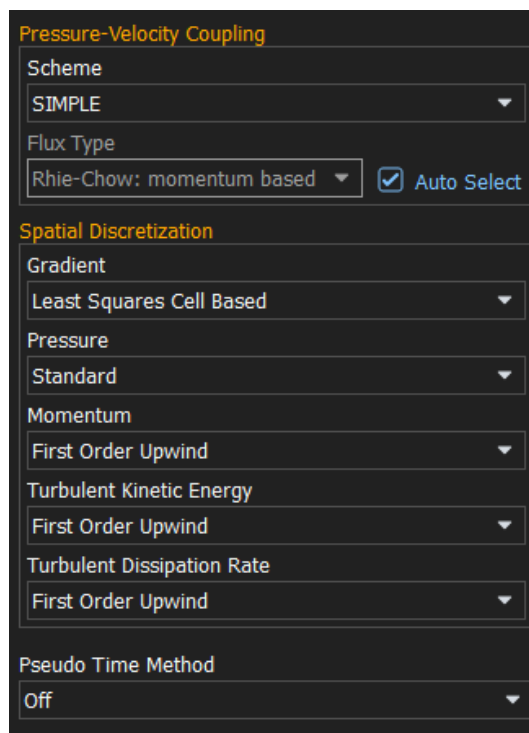 Pressure-Velocity Coupling
Scheme
SIMPLE
Flux Type
Rhie-Chow: momentum based
Auto Select
Spatial Discretization
Gradient
Least Squares Cell Based
Pressure
Standard
Momentum
First Order Upwind
Turbulent Kinetic Energy
First Order Upwind
Turbulent Dissipation Rate
First Order Upwind
Pseudo Time Method
Off